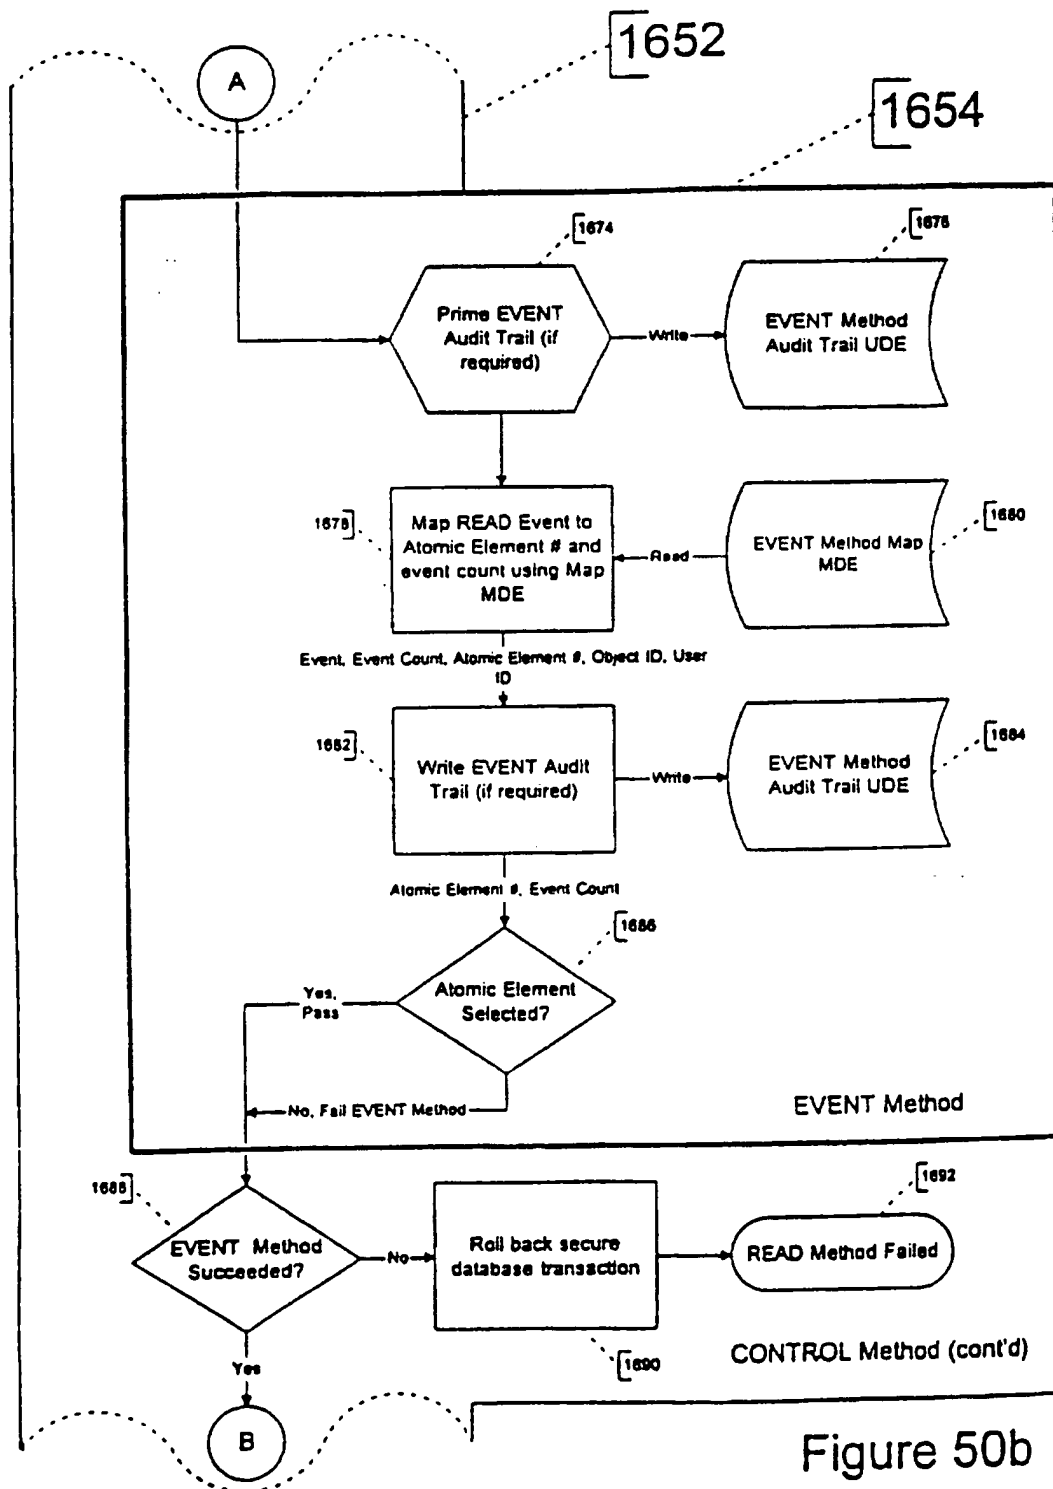 1652
A
1654
1674
1676
Prime EVENT
Audit Trail (if
required)
Write
EVENT Method
Audit Trail UDE
1678
Map READ Event to
Atomic Element # and
event count using Map
MDE
Read
EVENT Method Map
MDE
1680
Event, Event Count, Atomic Element #, Object ID, User
ID
1682
Write EVENT Audit
Trail (if required)
Write
EVENT Method
Audit Trail UDE
1684
Atomic Element #, Event Count
1686
Yes,
Pass
Atomic Element
Selected?
No, Fail EVENT Method
EVENT Method
1688
EVENT Method
Succeeded?
No
Roll back secure
database transaction
1692
READ Method Failed
1690
CONTROL Method (cont'd)
Yes
B
Figure 50b